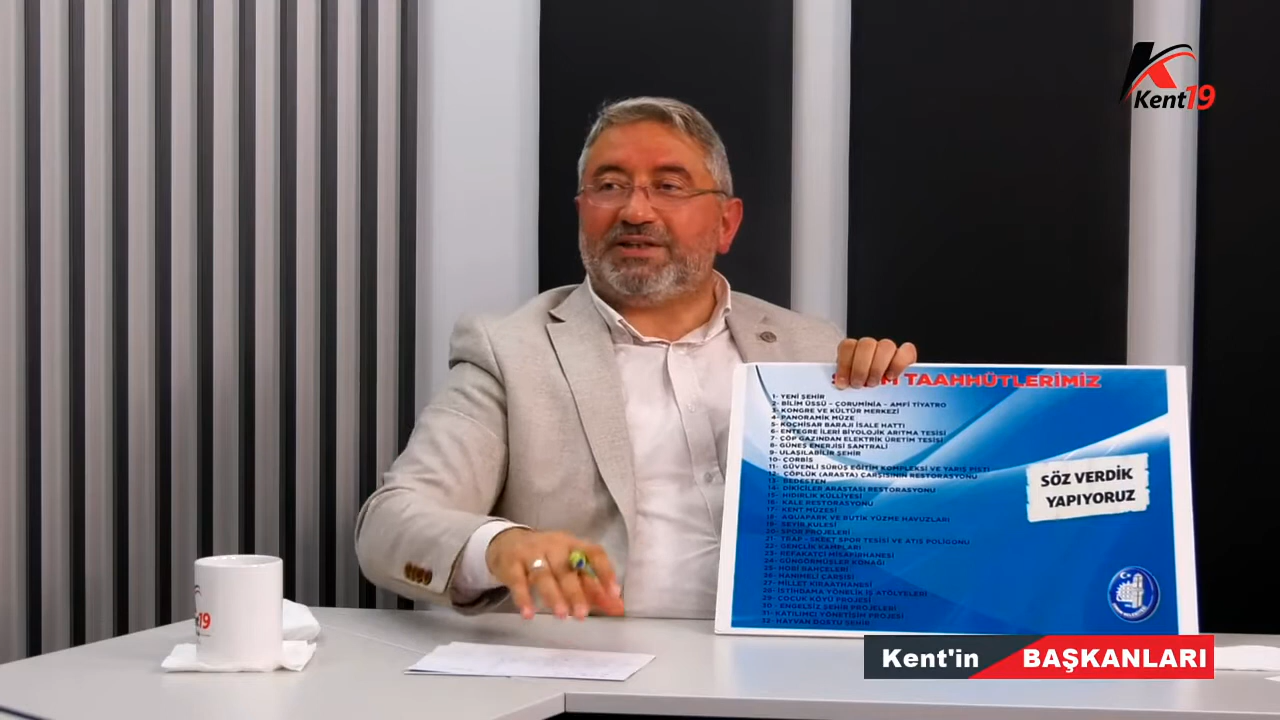 Kent19
TAAHHÜTLERİMİZ
1- YENİ ŞEHİR
2- BİLİM ÜSSÜ - ÇORUMİNİA - AMFİ TİYATRO
3- KONGRE VE KÜLTÜR MERKEZİ
4- PANORAMİK MÜZE
5- KOÇHİSAR BARAJI İSALE HATTI
6- ENTEGRE İLERİ BİYOLOJİK ARITMA TESİSİ
7- ÇÖP GAZINDAN ELEKTRİK ÜRETİM TESİSİ
8- GÜNEŞ ENERJİSİ SANTRALİ
9- ULAŞILABİLİR ŞEHİR
10- ÇORBİS
11- GÜVENLİ SÜRÜŞ EĞİTİM KOMPLEKSİ VE YARIŞ PİSTİ
12- ÇÖPLÜK (ARASTA) ÇARŞISININ RESTORASYONU
13- BEDESTEN
14- DİKİCİLER ARASTASI RESTORASYONU
15- HIDIRLIK KÜLLİYESİ
16- KALE RESTORASYONU
17- KENT MÜZESİ
18- AQUAPARK VE BUTİK YÜZME HAVUZLARI
19- SEYİR KULESİ
20- SPOR PROJELERİ
21- TRAP - SKEET SPOR TESİSİ VE ATIŞ POLİGONU
22- GENÇLİK KAMPLARI
23- REFAKATÇİ MİSAFİRHANESİ
24- GÜNGÖRMÜŞLER KONAĞI
25- HOBİ BAHÇELERİ
26- HANIMELİ ÇARŞISI
27- MİLLET KIRAATHANESİ
28- İSTİHDAMA YÖNELİK İŞ ATÖLYELERİ
29- ÇOCUK KÖYÜ PROJESİ
30- ENGELSİZ ŞEHİR PROJELERİ
31- KATILIMCI YÖNETİŞİM PROJESİ
32- HAYVAN DOSTU ŞEHİR
SÖZ VERDİK
YAPIYORUZ
19
Kent'in BAŞKANLARI